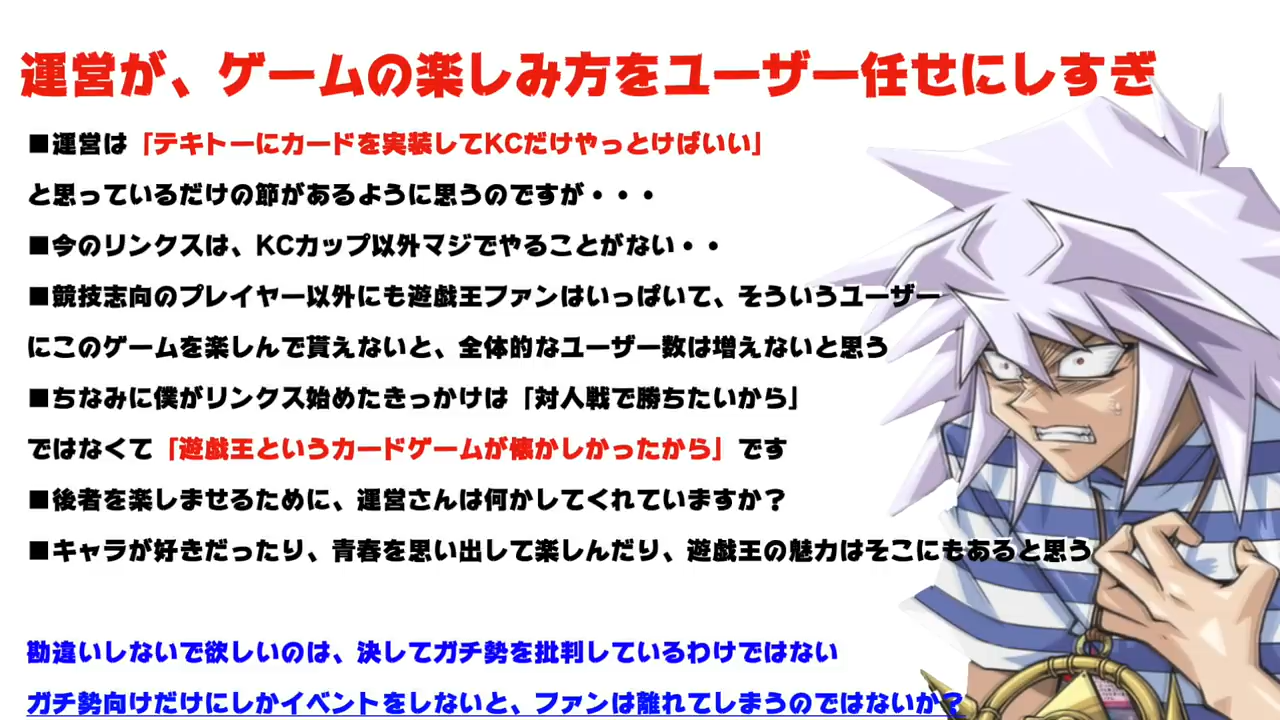 運営が、ゲームの楽しみ方をユーザー任せにしすぎ
■運営は「テキトーにカードを実装してKCだけやっとけばいい」
と思っているだけの節があるように思うのですが・・・
■今のリンクスは、KCカップ以外マジでやることがない・・
■競技志向のプレイヤー以外にも遊戯王ファンはいっぱいいて、そういうユーザー
にこのゲームを楽しんで貰えないと、全体的なユーザー数は増えないと思う
■ちなみに僕がリンクス始めたきっかけは「対人戦で勝ちたいから」
ではなくて「遊戯王というカードゲームが懐かしかったから」です
■後者を楽しませるために、運営さんは何かしてくれていますか？
■キャラが好きだったり、青春を思い出して楽しんだり、遊戯王の魅力はそこにもあると思う
勘違いしないで欲しいのは、決してガチ勢を批判しているわけではない
ガチ勢向けだけにしかイベントをしないと、ファンは離れてしまうのではないか？